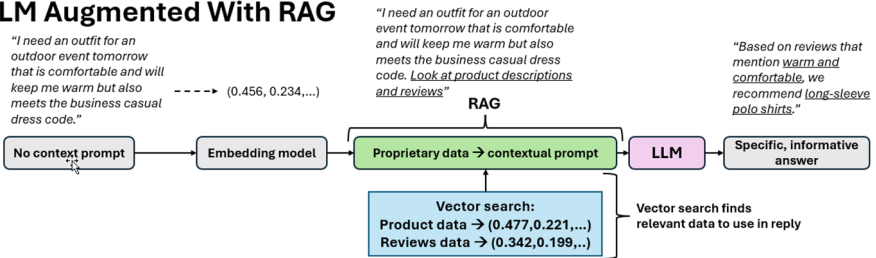 LM Augmented With RAG
“I need an outfit for an
outdoor event tomorrow
that is comfortable and will
keep me warm but also
meets the business casual
dress code.”
(0.456, 0.234,...)
“I need an outfit for an outdoor
event tomorrow that is comfortable
and will keep me warm but also
meets the business casual dress
code. Look at product descriptions
and reviews”
RAG
“Based on reviews that
mention warm and
comfortable, we
recommend long-sleeve
polo shirts.”
No context prompt
Embedding model
Proprietary data → contextual prompt
LLM
Specific, informative
answer
Vector search:
Product data → (0.477,0.221,...)
Reviews data → (0.342,0.199,..)
Vector search finds
relevant data to use in reply